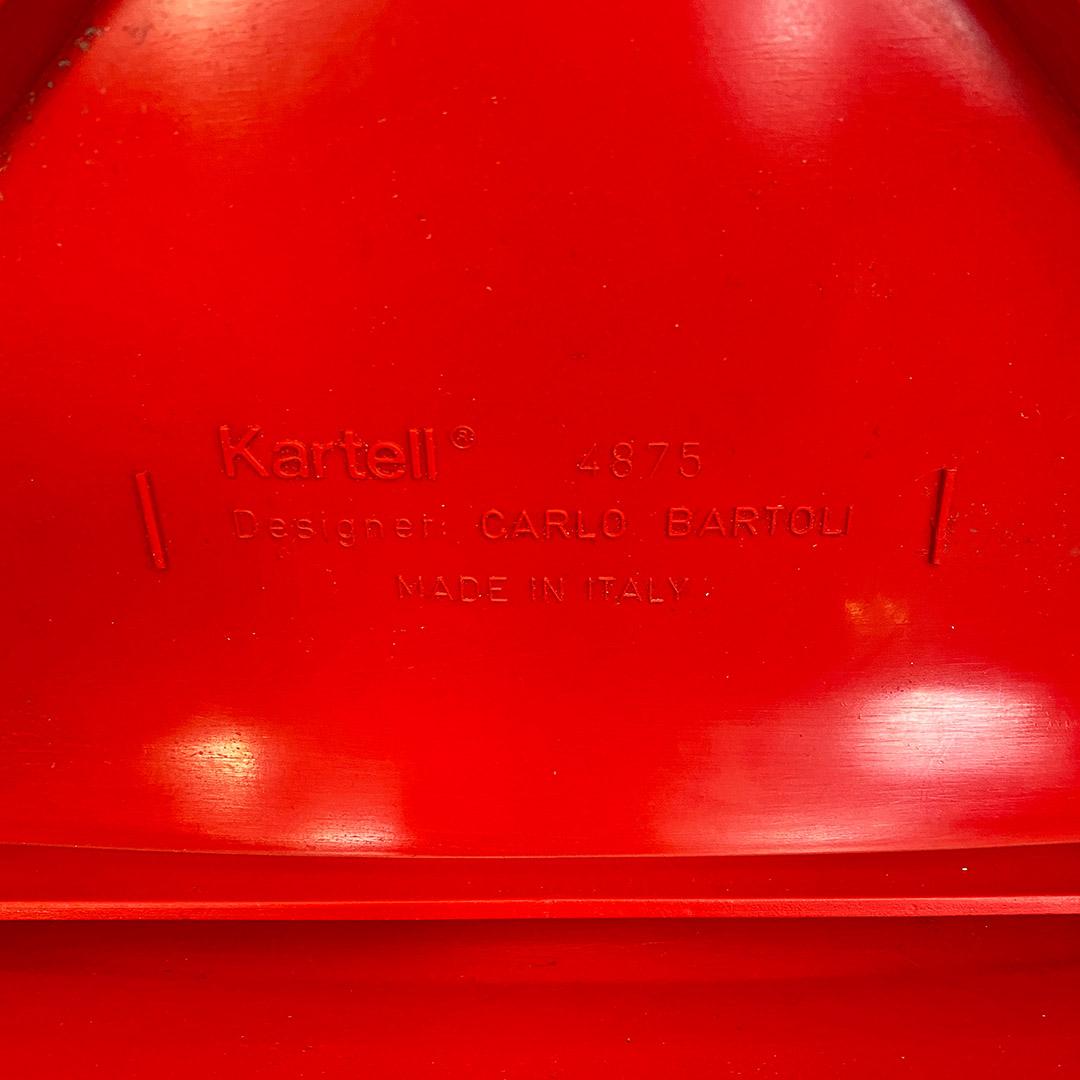 Kartell® 4875
Designer: CARLO BARTOLI
MADE IN ITALY